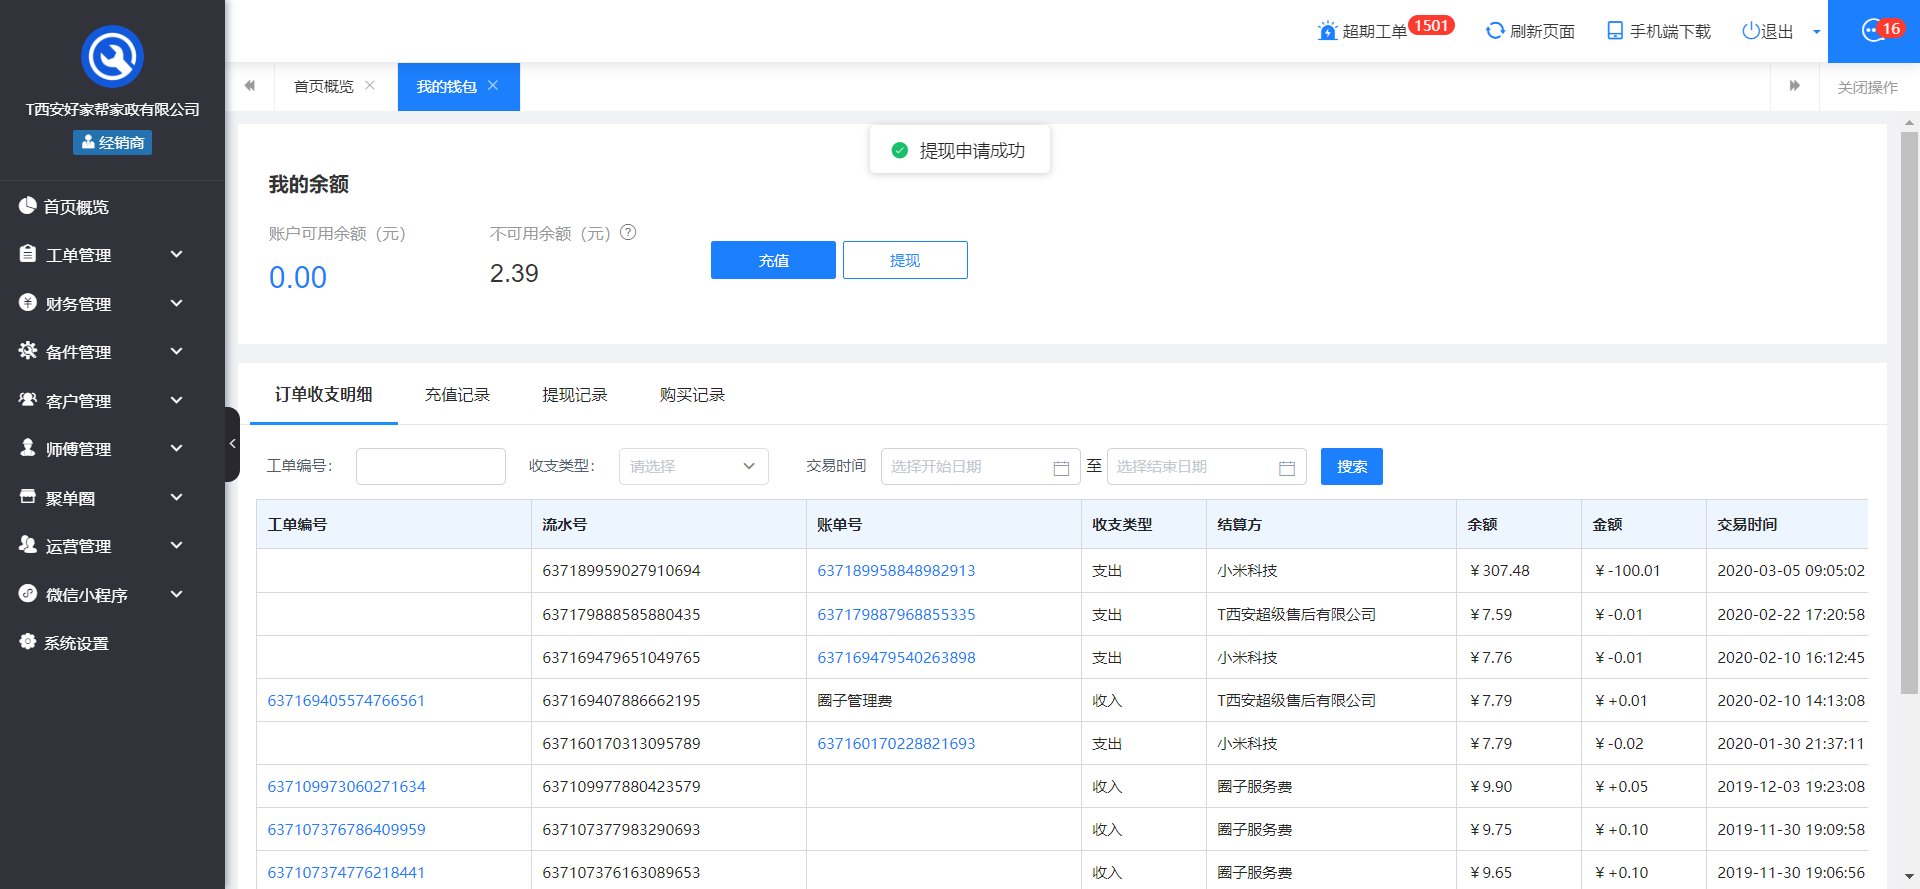 超期工单 1501
刷新页面
手机端下载
退出
16
T西安好家帮家政有限公司
经销商
首页概览
工单管理
财务管理
备件管理
客户管理
师傅管理
聚单圈
运营管理
微信小程序
系统设置
首页概览
我的钱包
关闭操作
提现申请成功
我的余额
账户可用余额（元）
不可用余额（元）
0.00
2.39
充值
提现
订单收支明细 充值记录 提现记录 购买记录
工单编号： 收支类型： 请选择 交易时间 选择开始日期 至 选择结束日期 搜索
工单编号 流水号 账单号 收支类型 结算方 余额 金额 交易时间
637189959027910694 637189958848982913 支出 小米科技 ¥307.48 ¥-100.01 2020-03-05 09:05:02
637179888585880435 637179887968855335 支出 T西安超级售后有限公司 ¥7.59 ¥-0.01 2020-02-22 17:20:58
637169479651049765 637169479540263898 支出 小米科技 ¥7.76 ¥-0.01 2020-02-10 16:12:45
637169405574766561 637169407886662195 圈子管理费 收入 T西安超级售后有限公司 ¥7.79 ¥+0.01 2020-02-10 14:13:08
637160170313095789 637160170228821693 支出 小米科技 ¥7.79 ¥-0.02 2020-01-30 21:37:11
637109973060271634 637109977880423579 收入 圈子服务费 ¥9.90 ¥+0.05 2019-12-03 19:23:08
637107376786409959 637107377983290693 收入 圈子服务费 ¥9.75 ¥+0.10 2019-11-30 19:09:58
637107374776218441 637107376163089653 收入 圈子服务费 ¥9.65 ¥+0.10 2019-11-30 19:06:56